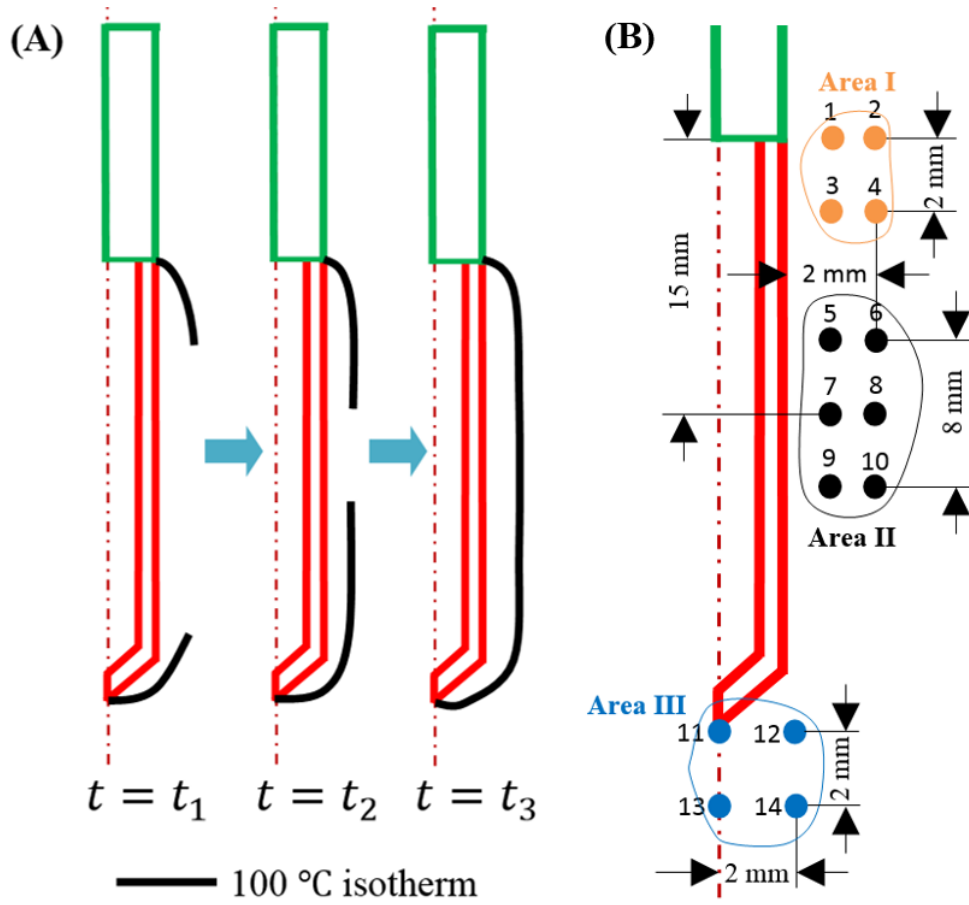 (A)
t = t₁
t = t₂
t = t₃
100 ℃ isotherm
(B)
Area I
1
2
3
4
2 mm
15 mm
2 mm
5
6
7
8
9
10
8 mm
Area II
Area III
11
12
13
14
2 mm
2 mm